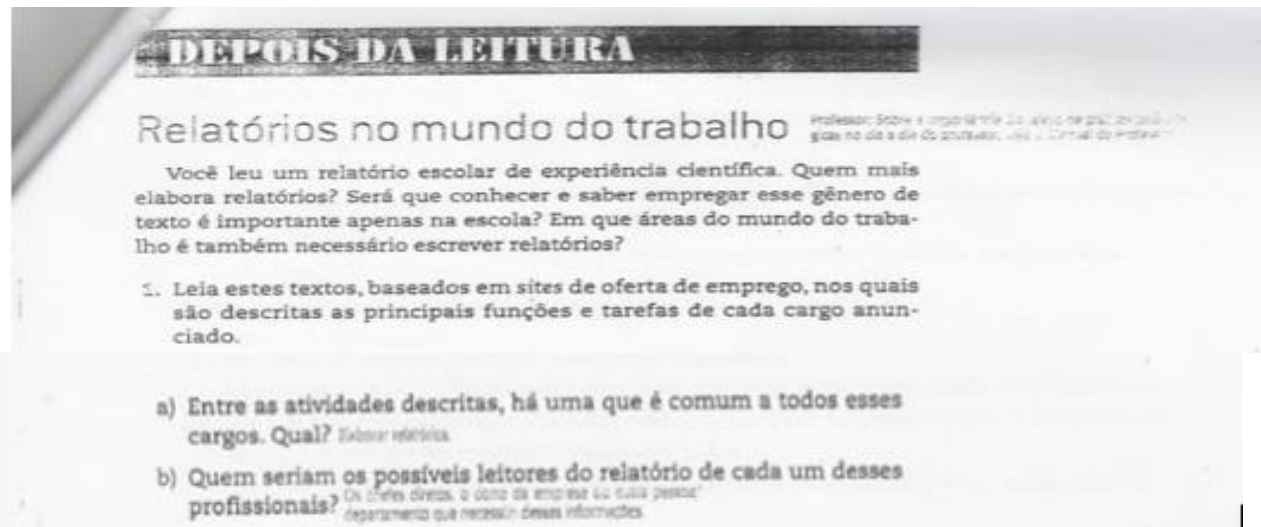 DEPOIS DA LEITURA
Relatórios no mundo do trabalho
Você leu um relatório escolar de experiência científica. Quem mais
elabora relatórios? Será que conhecer e saber empregar esse gênero de
texto é importante apenas na escola? Em que áreas do mundo do traba-
lho é também necessário escrever relatórios?
1. Leia estes textos, baseados em sites de oferta de emprego, nos quais
são descritas as principais funções e tarefas de cada cargo anun-
ciado.
a) Entre as atividades descritas, há uma que é comum a todos esses
cargos. Qual? Elaborar relatórios.
b) Quem seriam os possíveis leitores do relatório de cada um desses
profissionais? Os chefes diretos, o dono da empresa ou outra pessoa/
departamento que necessite dessas informações.